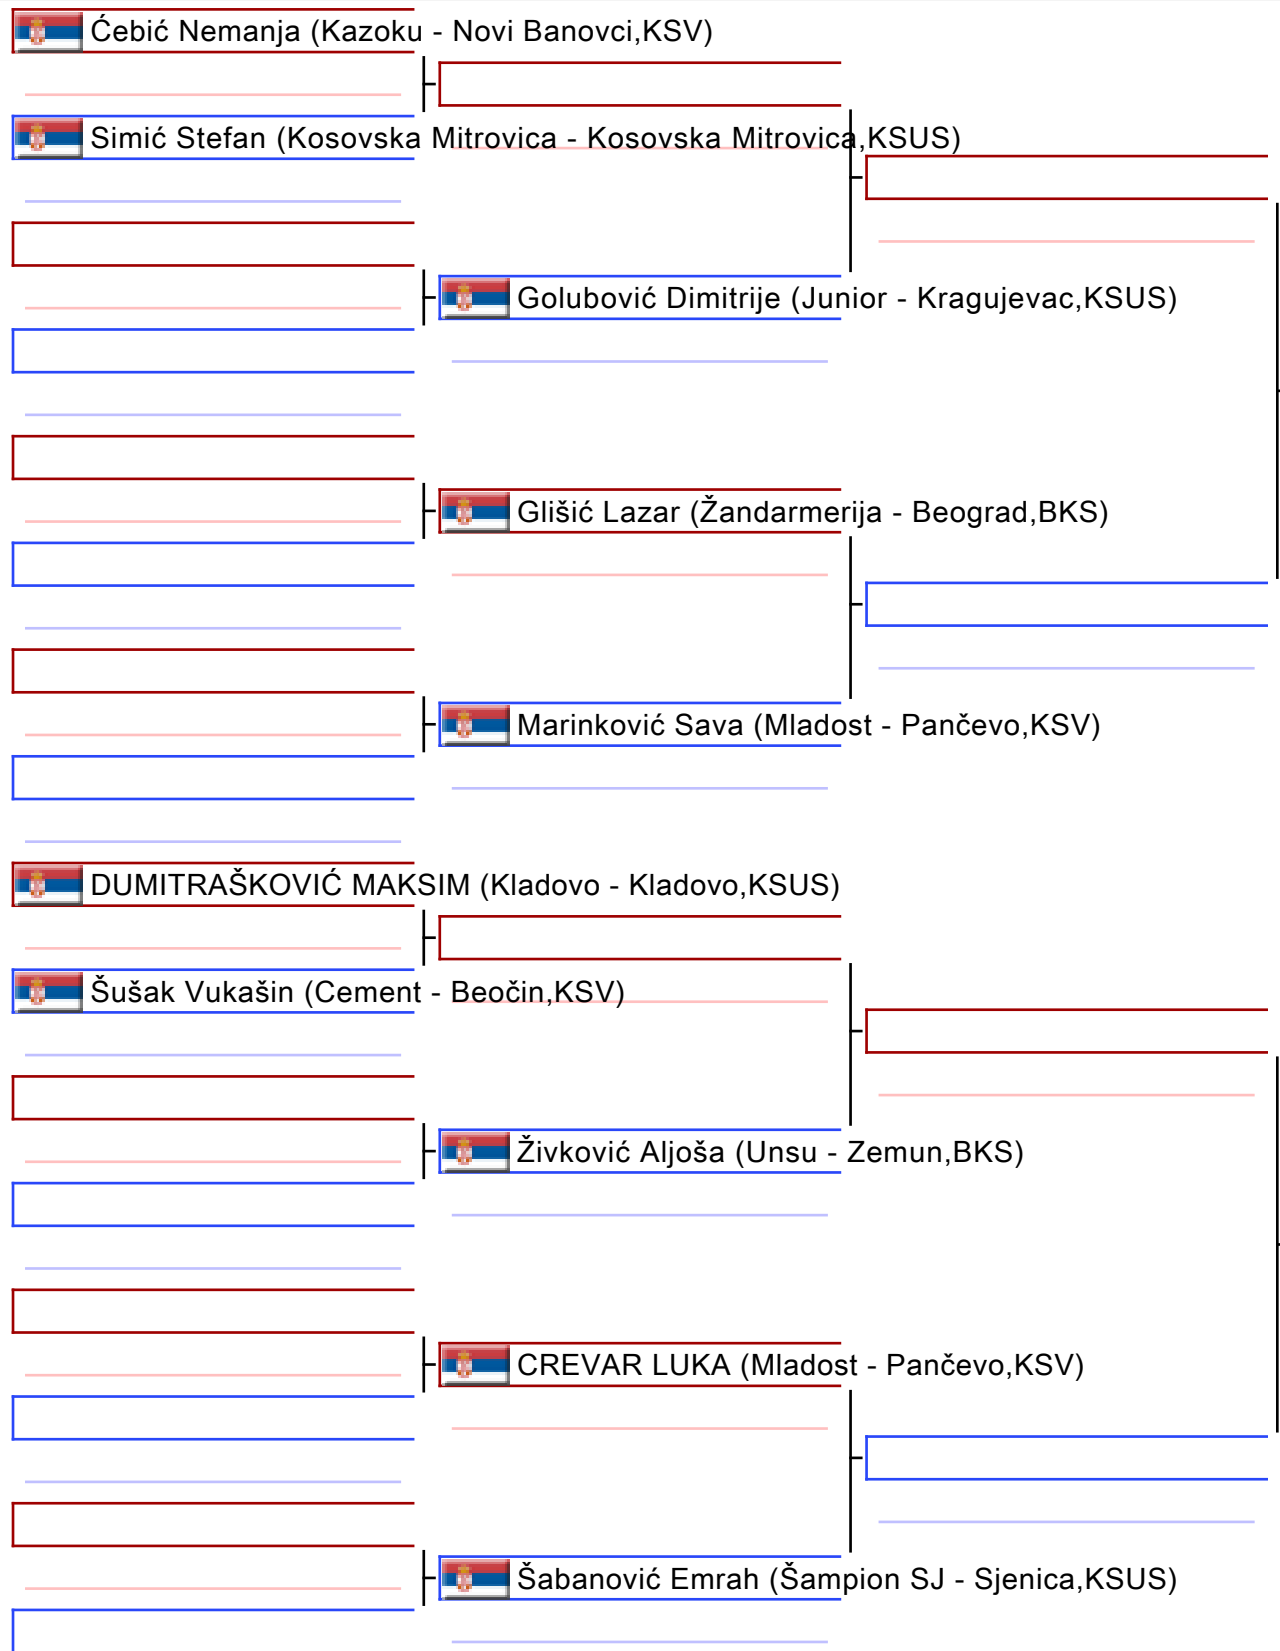 Ćebić Nemanja (Kazoku - Novi Banovci,KSV)
Simić Stefan (Kosovska Mitrovica - Kosovska Mitrovica,KSUS)
Golubović Dimitrije (Junior - Kragujevac,KSUS)
Glišić Lazar (Žandarmerija - Beograd,BKS)
Marinković Sava (Mladost - Pančevo,KSV)
DUMITRAŠKOVIĆ MAKSIM (Kladovo - Kladovo,KSUS)
Šušak Vukašin (Cement - Beočin,KSV)
Živković Aljoša (Unsu - Zemun,BKS)
CREVAR LUKA (Mladost - Pančevo,KSV)
Šabanović Emrah (Šampion SJ - Sjenica,KSUS)